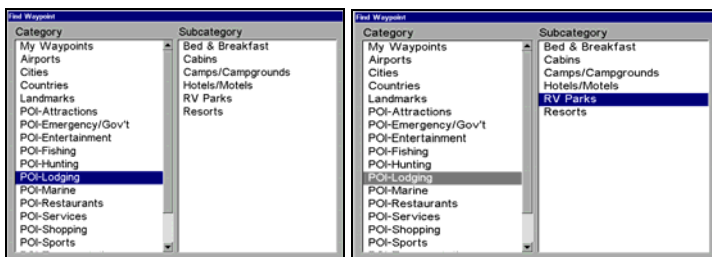 Find Waypoint
Category Subcategory
My Waypoints Bed & Breakfast
Airports Cabins
Cities Camps/Campgrounds
Countries Hotels/Motels
Landmarks RV Parks
POI-Attractions Resorts
POI-Emergency/Gov't
POI-Entertainment
POI-Fishing
POI-Hunting
POI-Lodging
POI-Marine
POI-Restaurants
POI-Services
POI-Shopping
POI-Sports
Find Waypoint
Category Subcategory
My Waypoints Bed & Breakfast
Airports Cabins
Cities Camps/Campgrounds
Countries Hotels/Motels
Landmarks RV Parks
POI-Attractions Resorts
POI-Emergency/Gov't
POI-Entertainment
POI-Fishing
POI-Hunting
POI-Lodging
POI-Marine
POI-Restaurants
POI-Services
POI-Shopping
POI-Sports